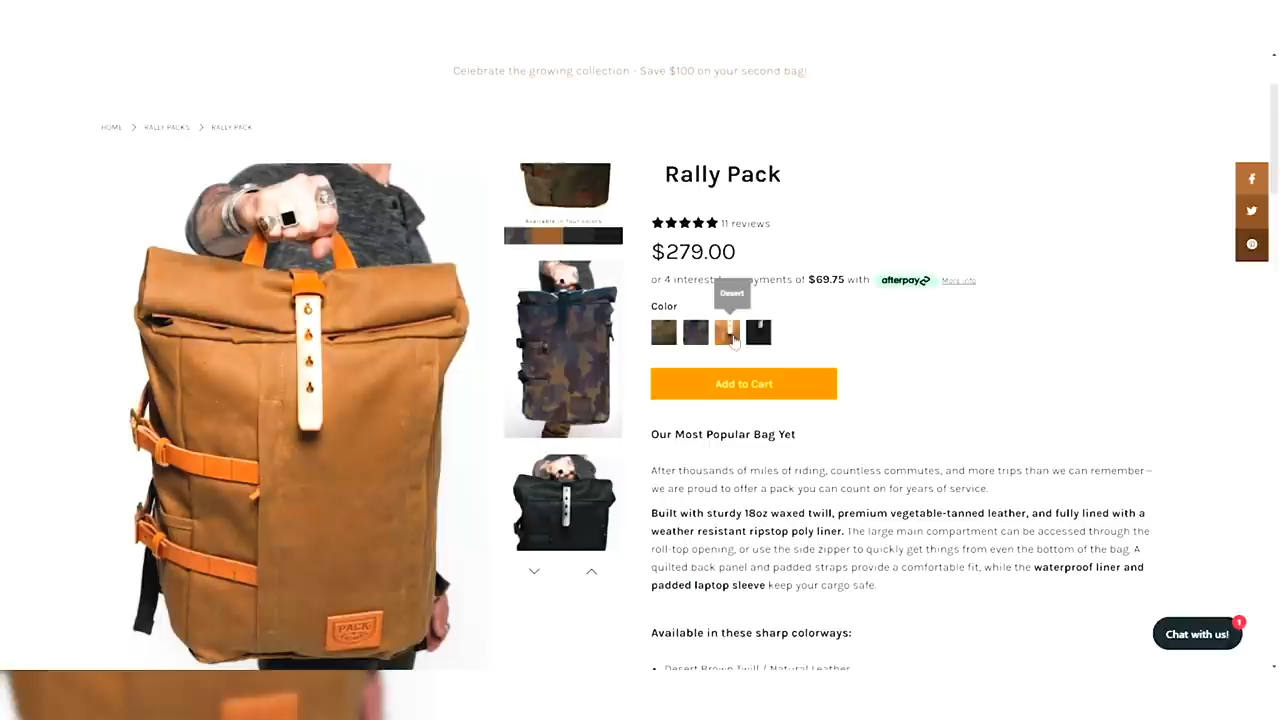 Celebrate the growing collection - Save $100 on your second bag!
HOME > RALLY PACKS > RALLY PACK
Rally Pack
11 reviews
$279.00
or 4 interest yments of $69.75 with afterpay More info
Desert
Color
Add to Cart
Our Most Popular Bag Yet
After thousands of miles of riding, countless commutes, and more trips than we can remember—
we are proud to offer a pack you can count on for years of service.
Built with sturdy 18oz waxed twill, premium vegetable-tanned leather, and fully lined with a
weather resistant ripstop poly liner. The large main compartment can be accessed through the
roll-top opening, or use the side zipper to quickly get things from even the bottom of the bag. A
quilted back panel and padded straps provide a comfortable fit, while the waterproof liner and
padded laptop sleeve keep your cargo safe.
Available in these sharp colorways:
Desert Brown Twill / Natural Leather
Available in four colors
PACK
Chat with us!
1